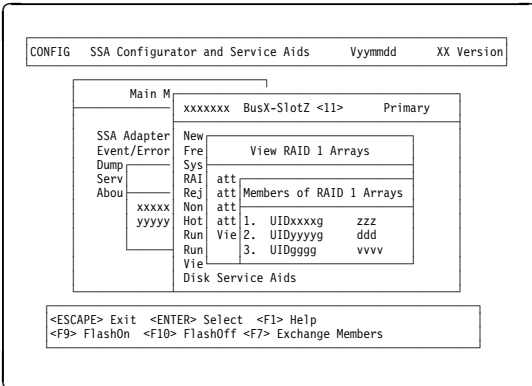 CONFIG SSA Configurator and Service Aids Vyymmdd XX Version
Main M
xxxxxxx BusX-SlotZ <11> Primary
SSA Adapter New
Event/Error Fre View RAID 1 Arrays
Dump Sys
Serv RAI att
Abou Rej att Members of RAID 1 Arrays
xxxxx Non att
yyyyy Hot att 1. UIDxxxxg zzz
Run Vie 2. UIDyyyyg ddd
Run 3. UIDgggg vvvv
Vie
Disk Service Aids
<ESCAPE> Exit <ENTER> Select <F1> Help
<F9> FlashOn <F10> FlashOff <F7> Exchange Members